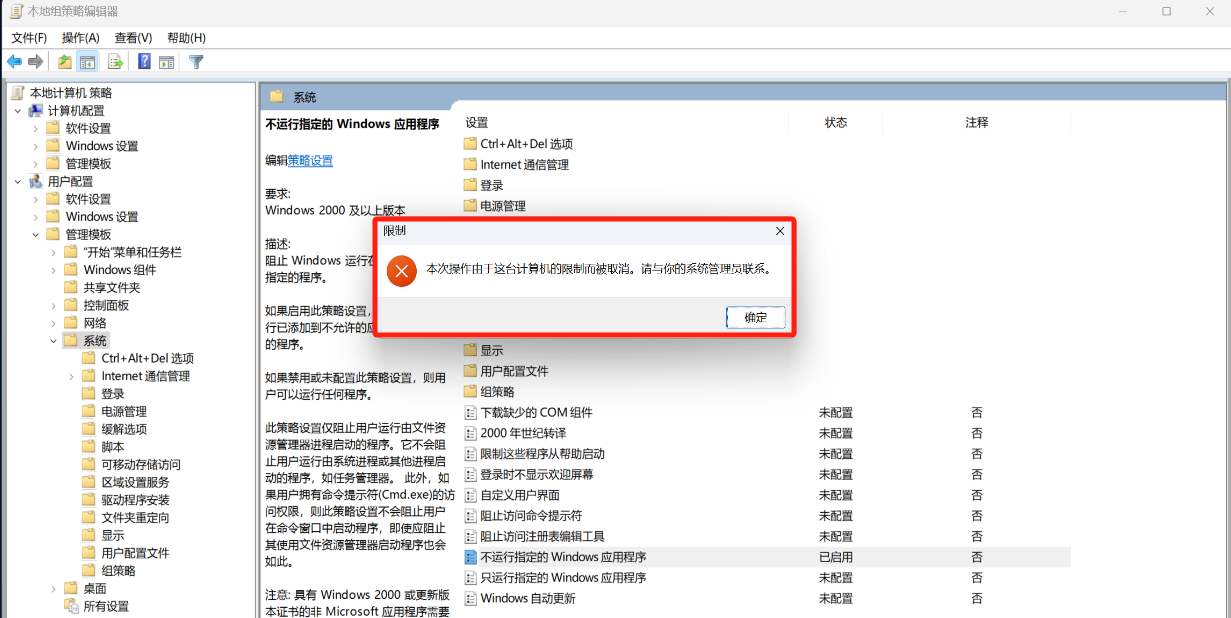 本地组策略编辑器
文件(F) 操作(A) 查看(V) 帮助(H)
本地计算机 策略
计算机配置
软件设置
Windows 设置
管理模板
用户配置
软件设置
Windows 设置
管理模板
"开始"菜单和任务栏
Windows 组件
共享文件夹
控制面板
网络
系统
Ctrl+Alt+Del 选项
Internet 通信管理
登录
电源管理
缓解选项
脚本
可移动存储访问
区域设置服务
驱动程序安装
文件夹重定向
显示
用户配置文件
组策略
桌面
所有设置
系统
不运行指定的 Windows 应用程序
编辑策略设置
要求:
Windows 2000 及以上版本
描述:
阻止 Windows 运行在
指定的程序。
如果启用此策略设置,
行已添加到不允许的应
的程序。
如果禁用或未配置此策略设置，则用
户可以运行任何程序。
此策略设置仅阻止用户运行由文件资
源管理器进程启动的程序。它不会阻
止用户运行由系统进程或其他进程启
动的程序，如任务管理器。 此外，如
果用户拥有命令提示符(Cmd.exe)的访
问权限，则此策略设置不会阻止用户
在命令窗口中启动程序，即使应阻止
其使用文件资源管理器启动程序也会
如此。
注意: 具有 Windows 2000 或更新版
本证书的非 Microsoft 应用程序需要
设置 状态 注释
Ctrl+Alt+Del 选项
Internet 通信管理
登录
电源管理
限制
本次操作由于这台计算机的限制而被取消。请与你的系统管理员联系。
确定
显示
用户配置文件
组策略
下载缺少的 COM 组件 未配置 否
2000 年世纪转译 未配置 否
限制这些程序从帮助启动 未配置 否
登录时不显示欢迎屏幕 未配置 否
自定义用户界面 未配置 否
阻止访问命令提示符 未配置 否
阻止访问注册表编辑工具 未配置 否
不运行指定的 Windows 应用程序 已启用 否
只运行指定的 Windows 应用程序 未配置 否
Windows 自动更新 未配置 否